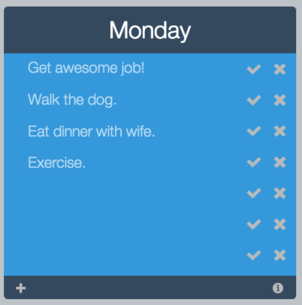 Monday
Get awesome job!
Walk the dog.
Eat dinner with wife.
Exercise.